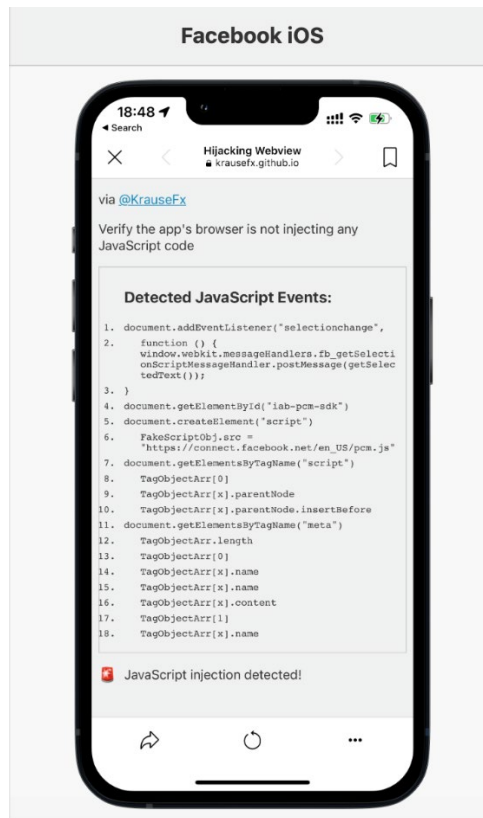 Facebook iOS
18:48
◀ Search
Hijacking Webview
krausefx.github.io
via @KrauseFx
Verify the app's browser is not injecting any
JavaScript code
Detected JavaScript Events:
1. document.addEventListener("selectionchange",
2. function () {
window.webkit.messageHandlers.fb_getSelecti
onScriptMessageHandler.postMessage(getSelec
tedText());
3. }
4. document.getElementById("iab-pcm-sdk")
5. document.createElement("script")
6. FakeScriptObj.src =
"https://connect.facebook.net/en_US/pcm.js"
7. document.getElementsByTagName("script")
8. TagObjectArr[0]
9. TagObjectArr[x].parentNode
10. TagObjectArr[x].parentNode.insertBefore
11. document.getElementsByTagName("meta")
12. TagObjectArr.length
13. TagObjectArr[0]
14. TagObjectArr[x].name
15. TagObjectArr[x].name
16. TagObjectArr[x].content
17. TagObjectArr[1]
18. TagObjectArr[x].name
🚨 JavaScript injection detected!